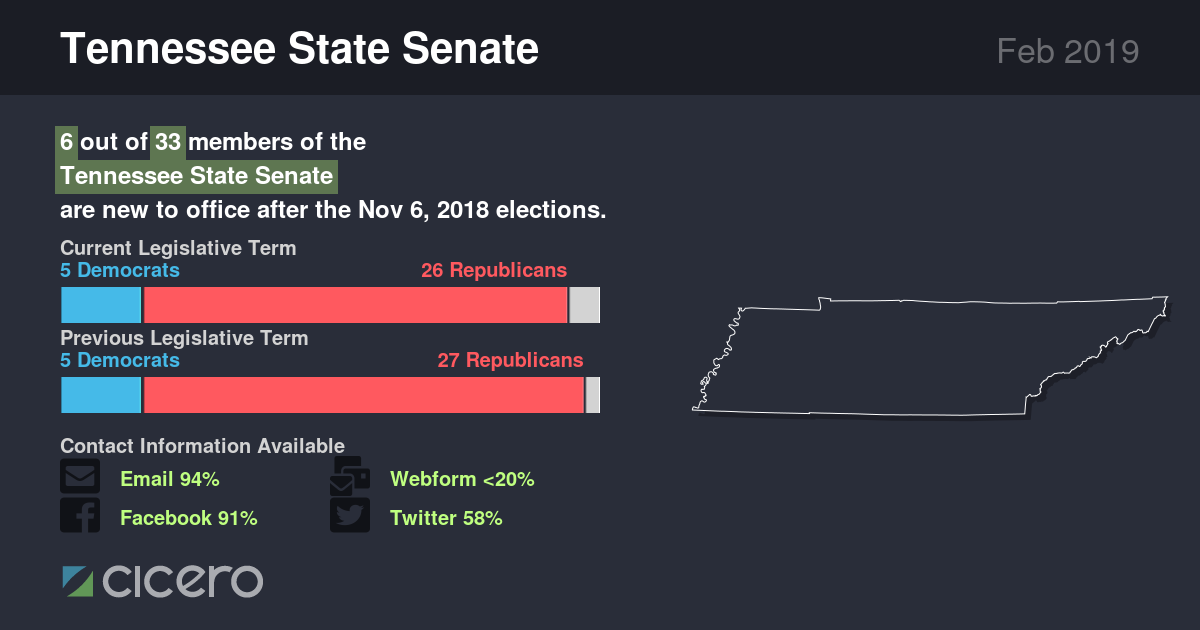 Tennessee State Senate
Feb 2019
6 out of 33 members of the
Tennessee State Senate
are new to office after the Nov 6, 2018 elections.
Current Legislative Term
5 Democrats 26 Republicans
Previous Legislative Term
5 Democrats 27 Republicans
Contact Information Available
Email 94% Webform <20%
Facebook 91% Twitter 58%
cicero